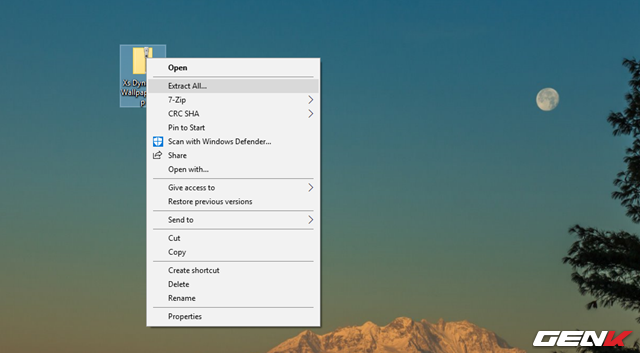 XS Dyn
Wallpap
p
Open
Extract All...
7-Zip
CRC SHA
Pin to Start
Scan with Windows Defender...
Share
Open with...
Give access to
Restore previous versions
Send to
Cut
Copy
Create shortcut
Delete
Rename
Properties
GENK